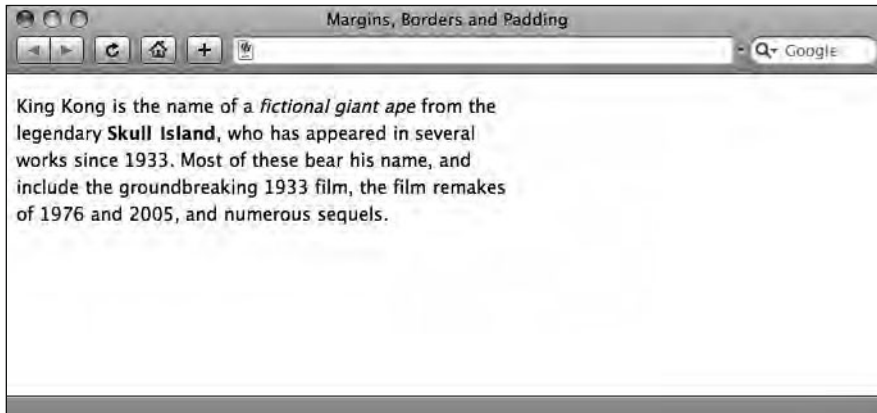 Margins, Borders and Padding
Google
King Kong is the name of a fictional giant ape from the
legendary Skull Island, who has appeared in several
works since 1933. Most of these bear his name, and
include the groundbreaking 1933 film, the film remakes
of 1976 and 2005, and numerous sequels.